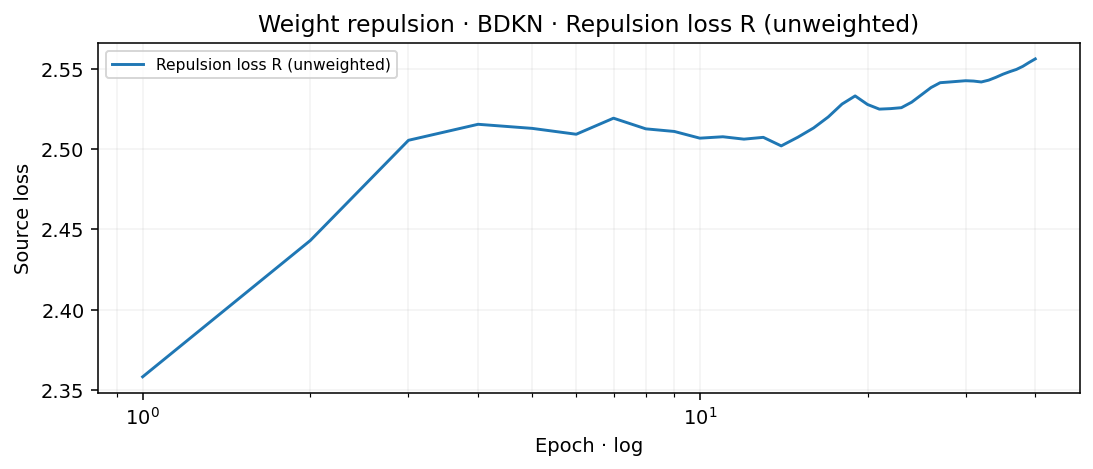 Weight repulsion · BDKN · Repulsion loss R (unweighted)
Repulsion loss R (unweighted)
Source loss
2.55
2.50
2.45
2.40
2.35
10⁰
10¹
Epoch · log